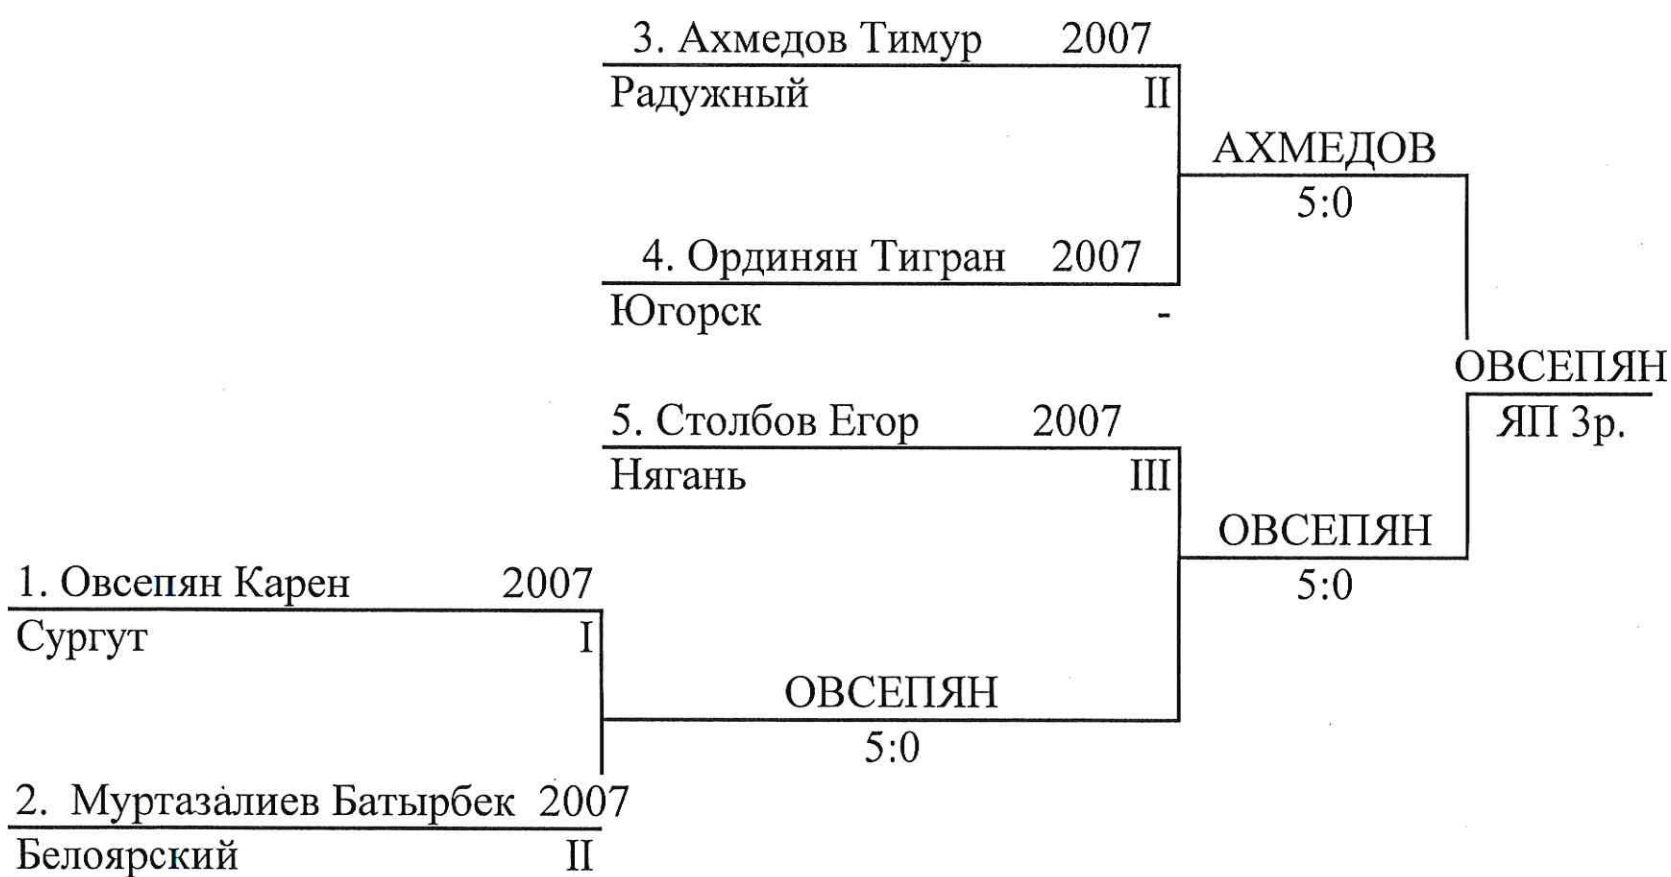 3. Ахмедов Тимур 2007
Радужный II
АХМЕДОВ
5:0
4.Ординян Тигран 2007
Югорск -
ОВСЕПЯН
ЯП 3р.
5. Столбов Егор 2007
Нягань III
ОВСЕПЯН
5:0
1. Овсепян Карен 2007
Сургут I
ОВСЕПЯН
5:0
2. Муртазалиев Батырбек 2007
Белоярский II